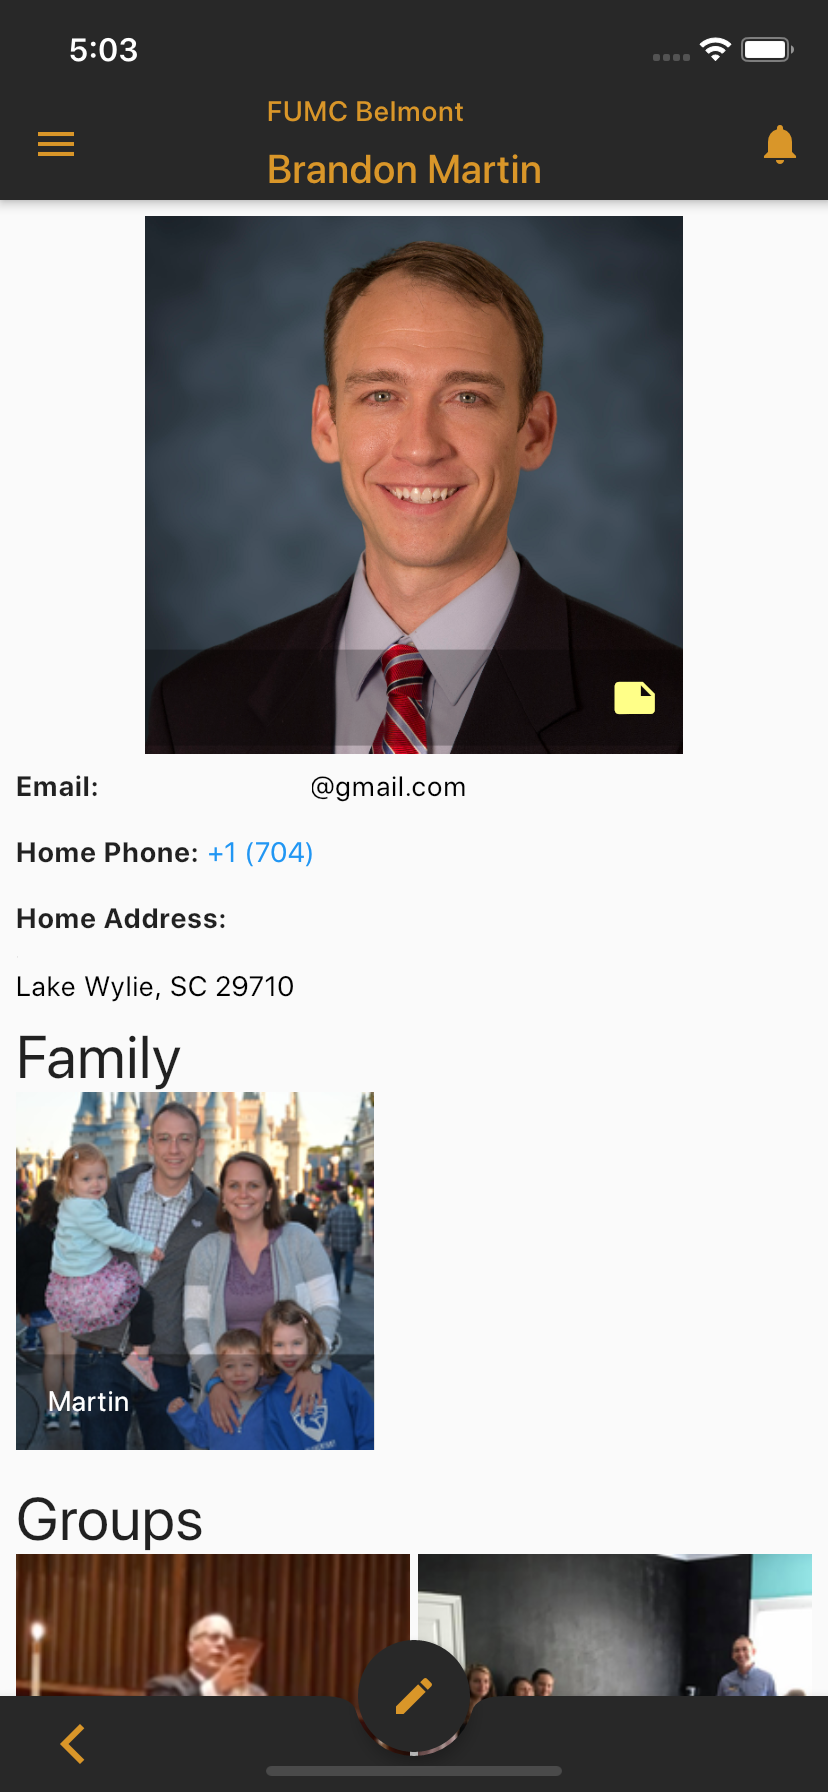 5:03
FUMC Belmont
Brandon Martin
Email: @gmail.com
Home Phone: +1 (704)
Home Address:
Lake Wylie, SC 29710
Family
Martin
Groups